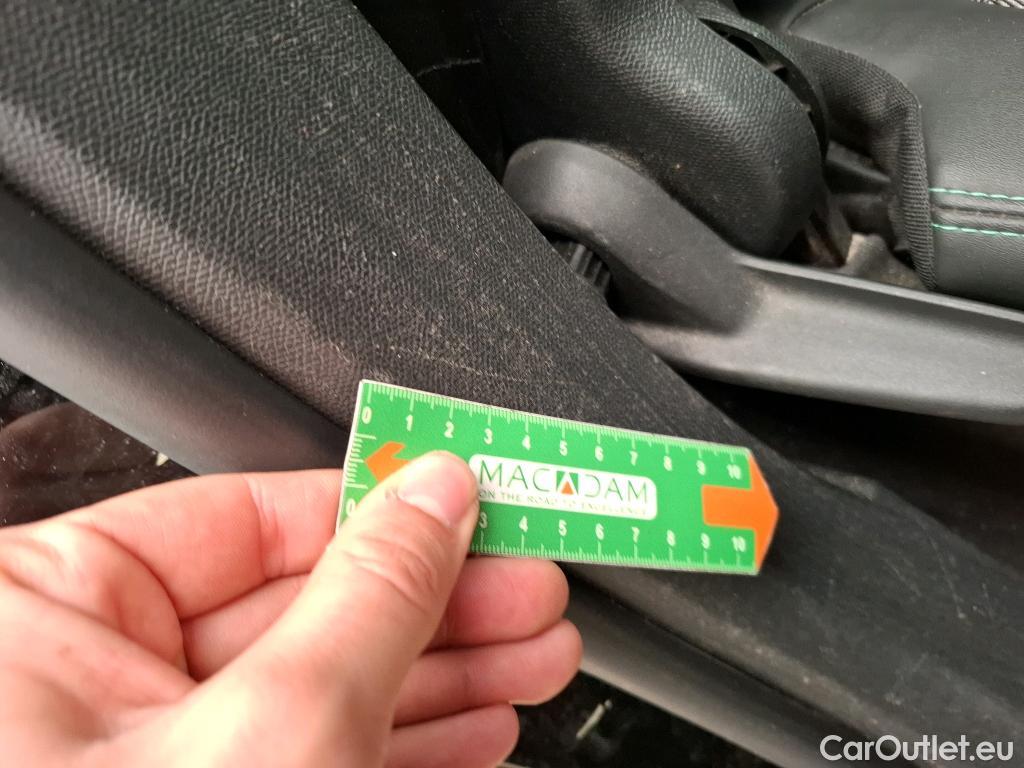 0 1 2 3 4 5 6 7 8 9 10
MACADAM
ON THE ROAD TO EXCELLENCE
0 3 4 5 6 7 8 9 10
CarOutlet.eu